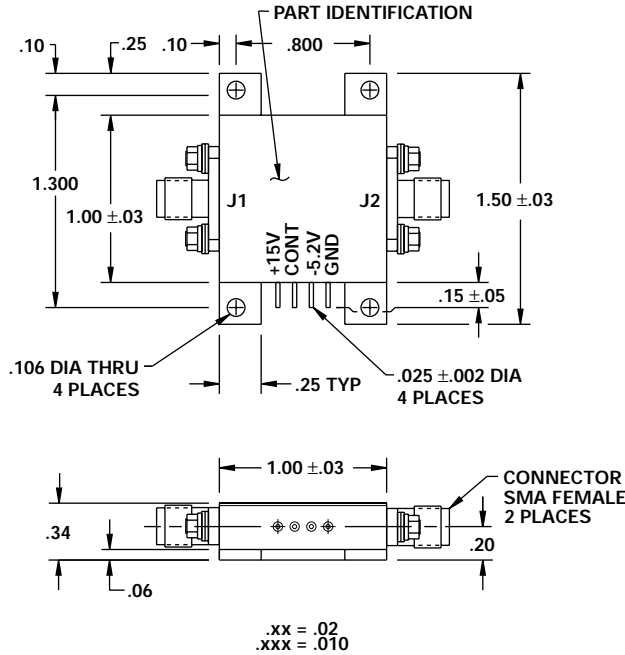 PART IDENTIFICATION
.10
.25
.10
.800
1.300
1.00 ±.03
J1
J2
1.50 ±.03
+15V
CONT
-5.2V
GND
.15 ±.05
.106 DIA THRU
4 PLACES
.25 TYP
.025 ±.002 DIA
4 PLACES
1.00 ±.03
CONNECTOR
SMA FEMALE
2 PLACES
.34
.20
.06
.xx = .02
.xxx = .010